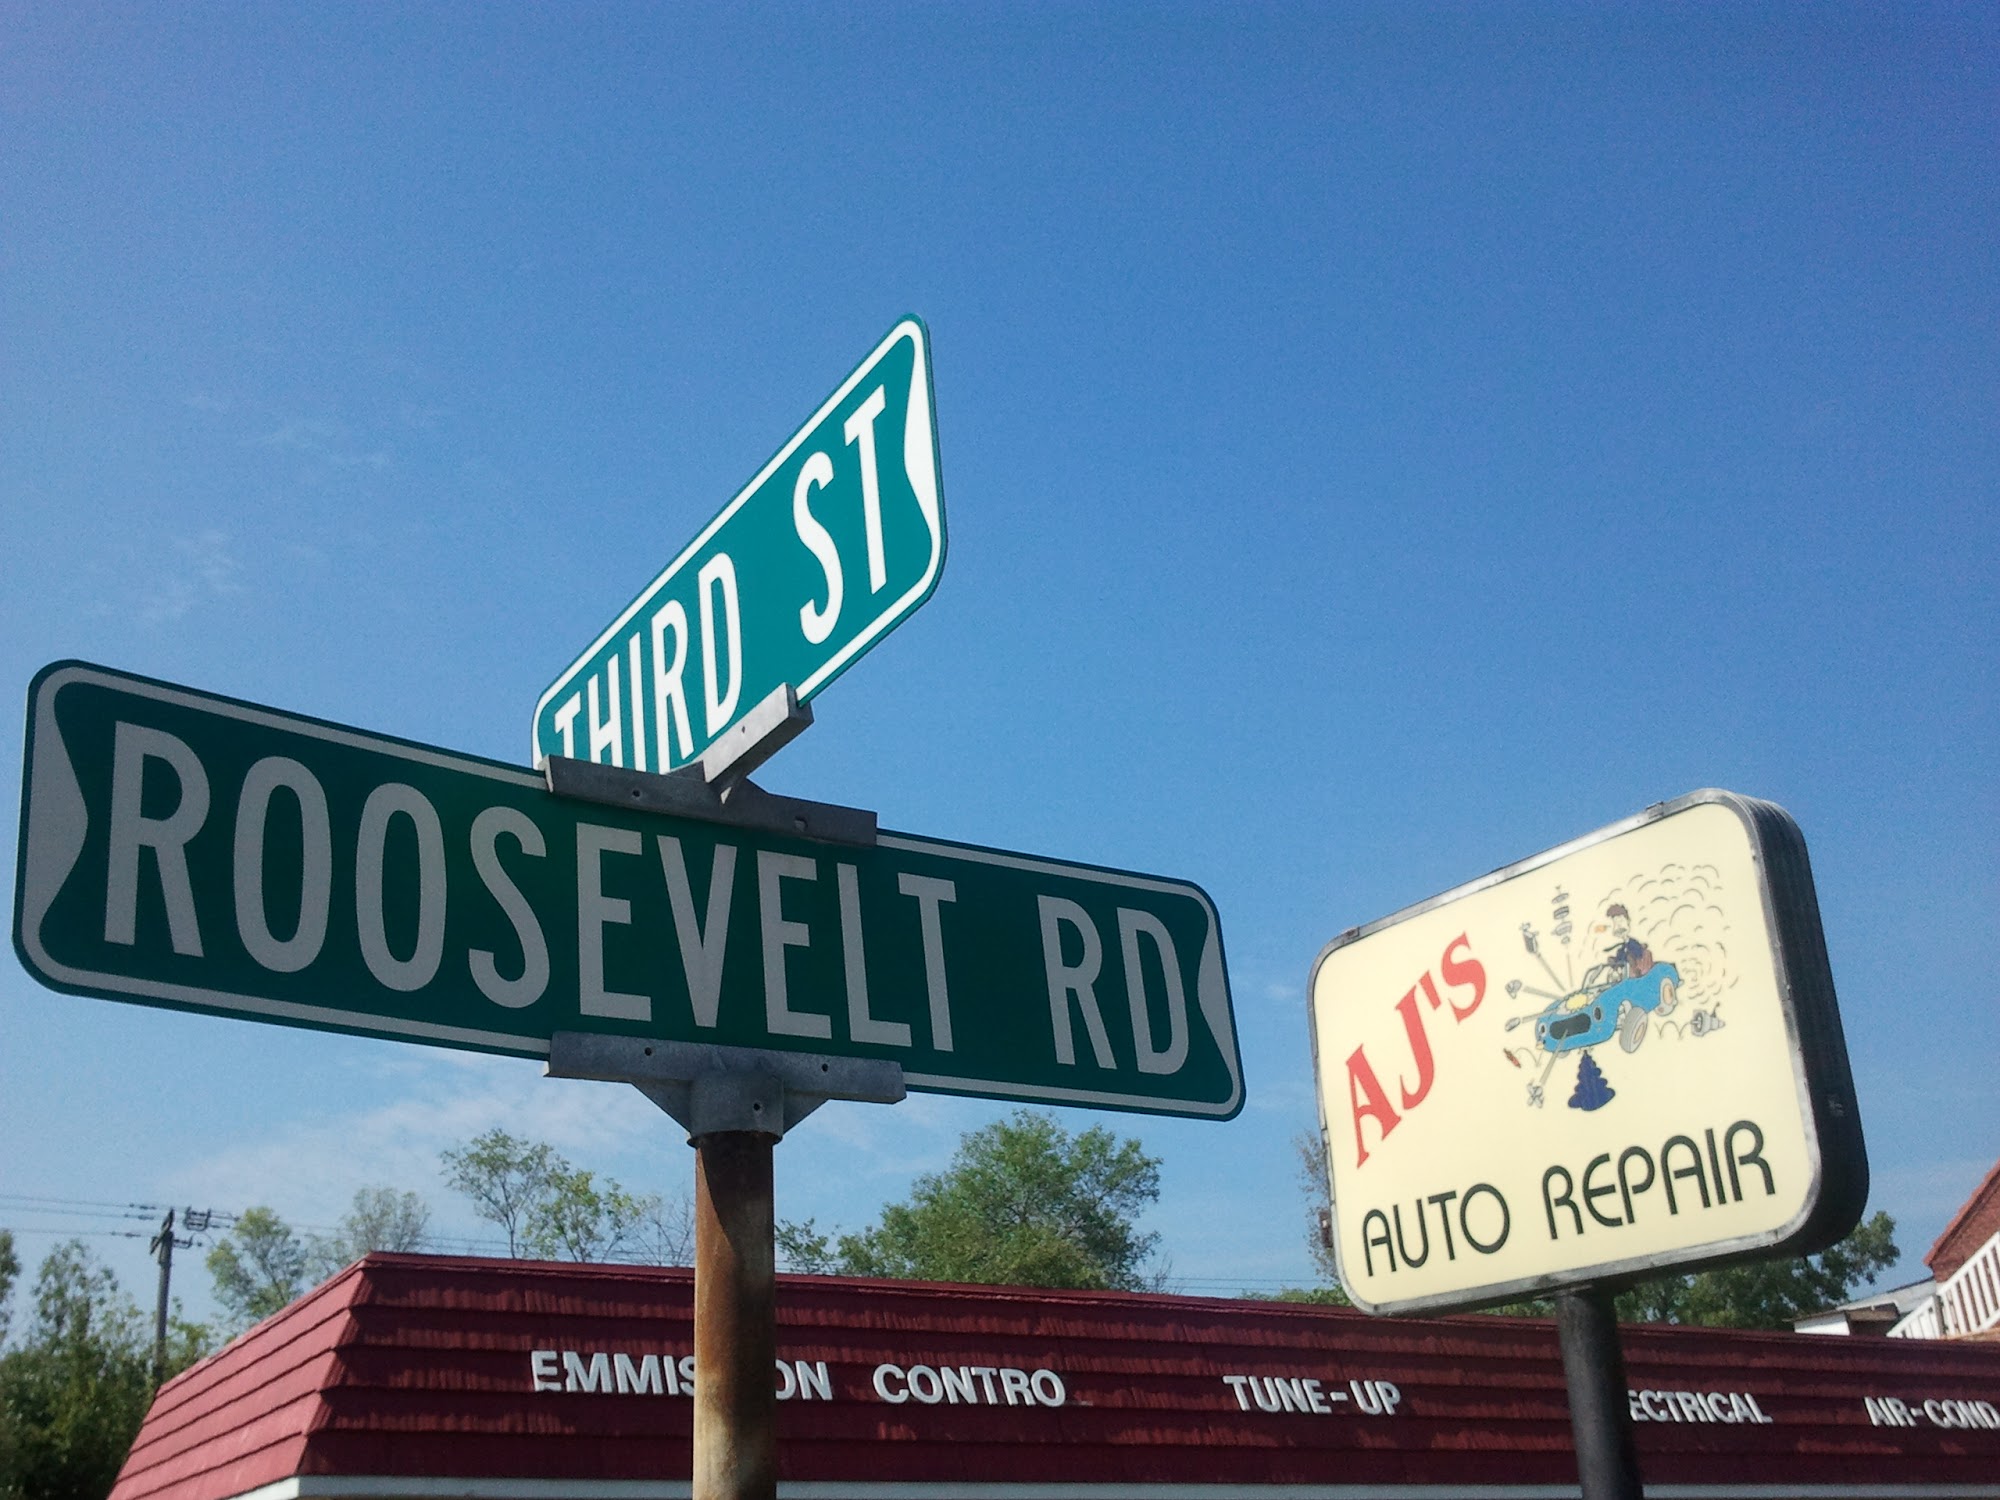 THIRD ST
ROOSEVELT RD
AJ'S
AUTO REPAIR
EMMIS ON CONTRO
TUNE-UP
ECTRICAL
AIR-COND